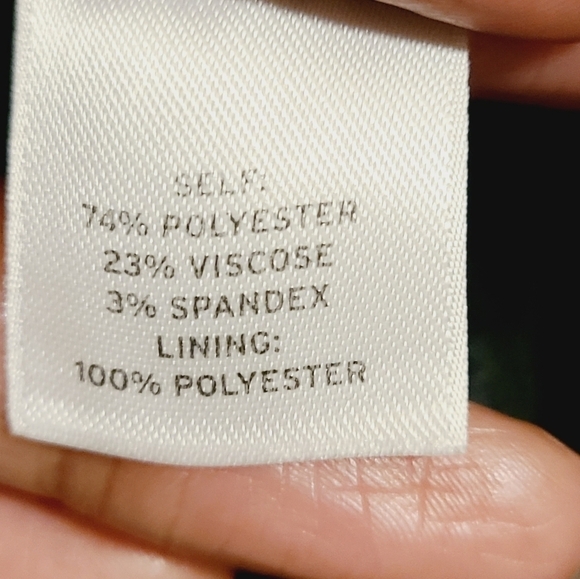 SELF:
74% POLYESTER
23% VISCOSE
3% SPANDEX
LINING:
100% POLYESTER